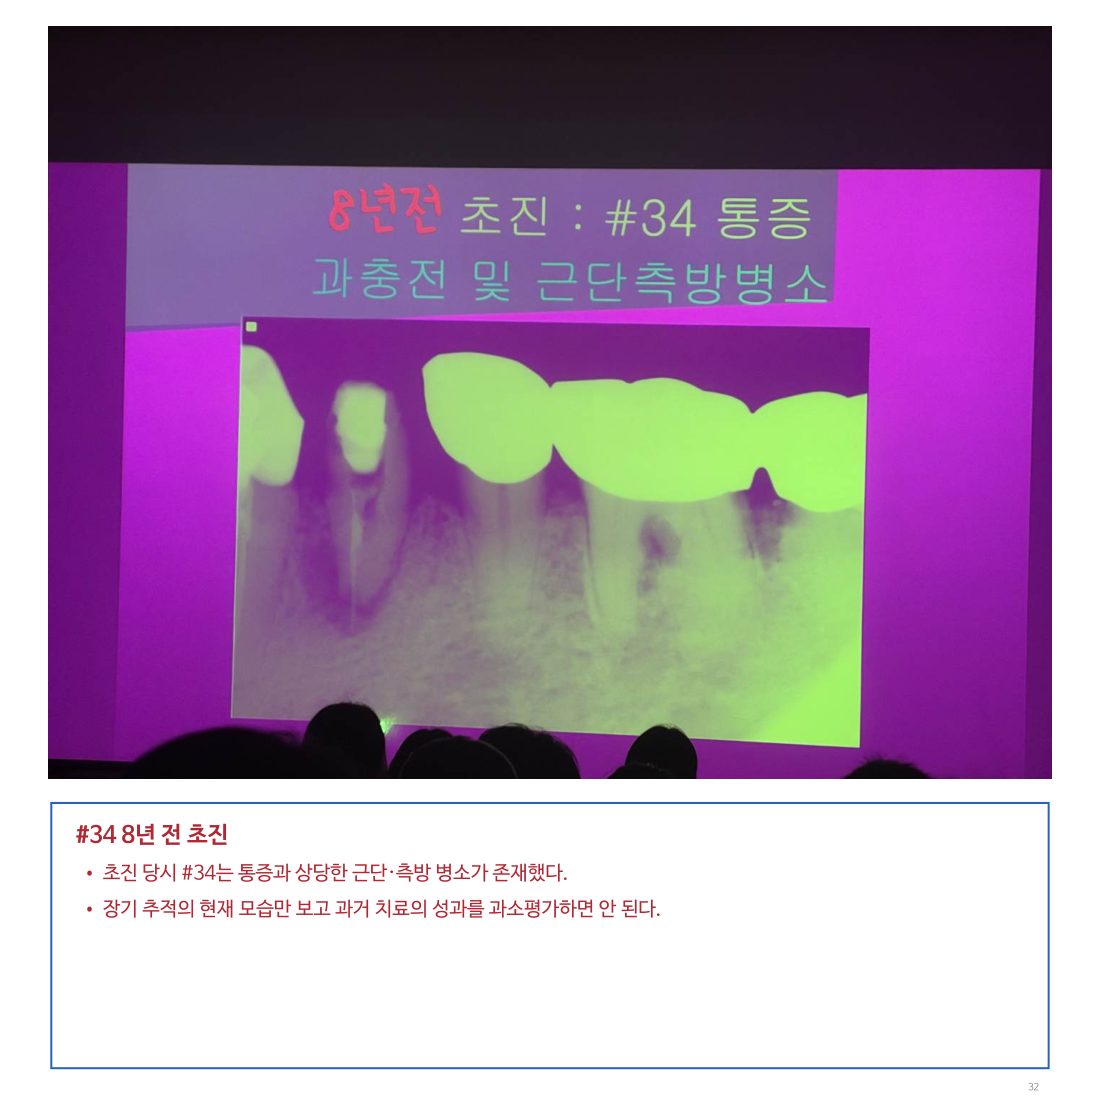 8년전 초진 : #34 통증
과충전 및 근단측방병소
#34 8년 전 초진
• 초진 당시 #34는 통증과 상당한 근단·측방 병소가 존재했다.
• 장기 추적의 현재 모습만 보고 과거 치료의 성과를 과소평가하면 안 된다.
32